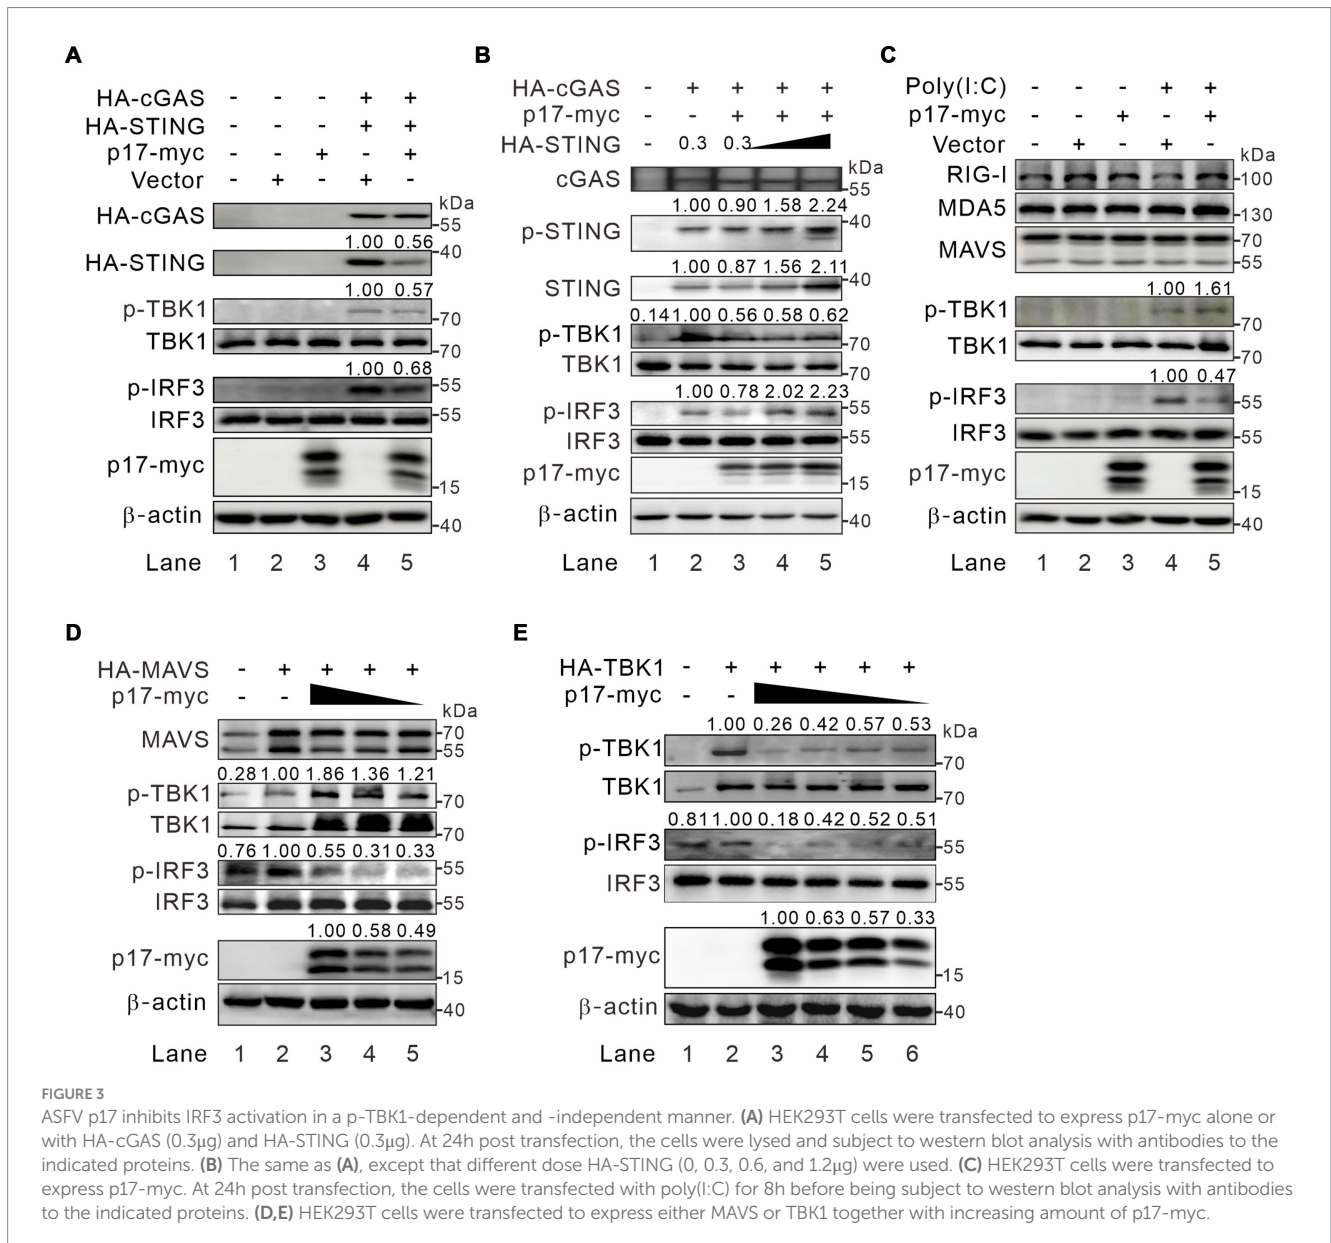 A
HA-cGAS - - - + +
HA-STING - - - + +
p17-myc - - + - +
Vector - + - + -
kDa
HA-cGAS 55
1.00 0.56 40
HA-STING
1.00 0.57
p-TBK1 70
TBK1 70
1.00 0.68
p-IRF3 55
IRF3 55
p17-myc 15
β-actin 40
Lane 1 2 3 4 5
B
HA-cGAS - + + + +
p17-myc - - + + +
HA-STING - 0.3 0.3
kDa
cGAS 55
1.00 0.90 1.58 2.24
p-STING 40
1.00 0.87 1.56 2.11
STING 40
0.14 1.00 0.56 0.58 0.62
p-TBK1
TBK1 70
1.00 0.78 2.02 2.23
p-IRF3 55
IRF3 55
p17-myc 15
β-actin 40
Lane 1 2 3 4 5
C
Poly(I:C) - - - + +
p17-myc - - + - +
Vector - + - + -
kDa
RIG-I 100
MDA5 130
MAVS 70
55
1.00 1.61
p-TBK1 70
TBK1 70
1.00 0.47
p-IRF3 55
IRF3 55
p17-myc 15
β-actin 40
Lane 1 2 3 4 5
D
HA-MAVS - + + + +
p17-myc - -
kDa
MAVS 70
55
0.28 1.00 1.86 1.36 1.21
p-TBK1 70
TBK1 70
0.76 1.00 0.55 0.31 0.33
p-IRF3 55
IRF3 55
1.00 0.58 0.49
p17-myc 15
β-actin 40
Lane 1 2 3 4 5
E
HA-TBK1 - + + + + +
p17-myc - -
1.00 0.26 0.42 0.57 0.53 kDa
p-TBK1 70
TBK1 70
0.81 1.00 0.18 0.42 0.52 0.51
p-IRF3 55
IRF3 55
1.00 0.63 0.57 0.33
p17-myc 15
β-actin 40
Lane 1 2 3 4 5 6
FIGURE 3
ASFV p17 inhibits IRF3 activation in a p-TBK1-dependent and -independent manner. (A) HEK293T cells were transfected to express p17-myc alone or
with HA-cGAS (0.3μg) and HA-STING (0.3μg). At 24h post transfection, the cells were lysed and subject to western blot analysis with antibodies to the
indicated proteins. (B) The same as (A), except that different dose HA-STING (0, 0.3, 0.6, and 1.2μg) were used. (C) HEK293T cells were transfected to
express p17-myc. At 24h post transfection, the cells were transfected with poly(I:C) for 8h before being subject to western blot analysis with antibodies
to the indicated proteins. (D,E) HEK293T cells were transfected to express either MAVS or TBK1 together with increasing amount of p17-myc.